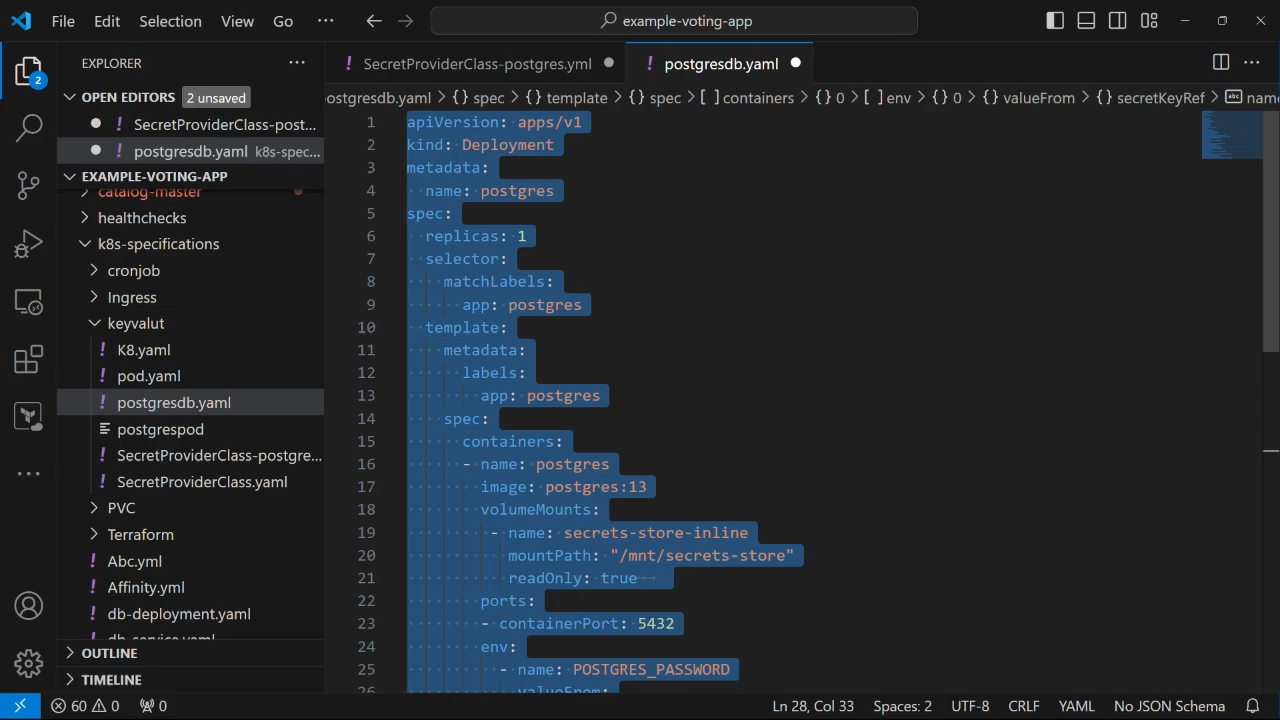 File Edit Selection View Go ··· example-voting-app
EXPLORER ···
2
OPEN EDITORS 2 unsaved
! SecretProviderClass-post...
! postgresdb.yaml k8s-spec...
EXAMPLE-VOTING-APP
catalog-master
healthchecks
k8s-specifications
cronjob
Ingress
keyvalut
! K8.yaml
! pod.yaml
! postgresdb.yaml
postgrespod
! SecretProviderClass-postgre...
! SecretProviderClass.yaml
PVC
Terraform
! Abc.yml
! Affinity.yml
! db-deployment.yaml
! db-service.yaml
OUTLINE
TIMELINE
! SecretProviderClass-postgres.yml
! postgresdb.yaml
ostgresdb.yaml > {} spec > {} template > {} spec > [ ] containers > {} 0 > [ ] env > {} 0 > {} valueFrom > {} secretKeyRef > abc name
1 apiVersion: apps/v1
2 kind: Deployment
3 metadata:
4 name: postgres
5 spec:
6 replicas: 1
7 selector:
8 matchLabels:
9 app: postgres
10 template:
11 metadata:
12 labels:
13 app: postgres
14 spec:
15 containers:
16 - name: postgres
17 image: postgres:13
18 volumeMounts:
19 - name: secrets-store-inline
20 mountPath: "/mnt/secrets-store"
21 readOnly: true
22 ports:
23 - containerPort: 5432
24 env:
25 - name: POSTGRES_PASSWORD
26 valueFrom:
60 0 0 Ln 28, Col 33 Spaces: 2 UTF-8 CRLF YAML No JSON Schema